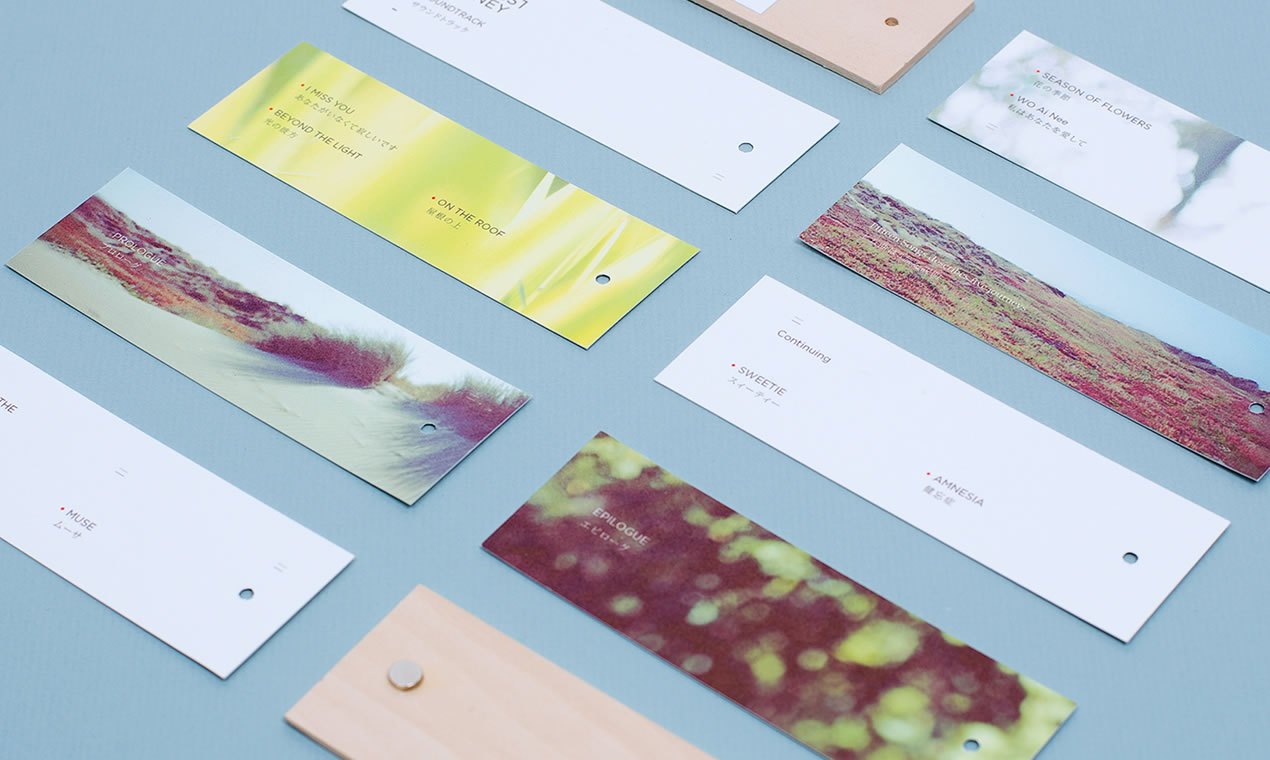 ST
NEY
OUNDTRACK
サウンドトラック
• SEASON OF FLOWERS
花の季節
• WO Ai Nee
私はあなたを愛して
• I MISS YOU
あなたがいなくて寂しいです
• BEYOND THE LIGHT
光の彼方
• ON THE ROOF
屋根の上
PROLOGUE
プロローグ
Continuing
• SWEETIE
スイーティー
• AMNESIA
健忘症
THE
• MUSE
ムーサ
EPILOGUE
エピローグ